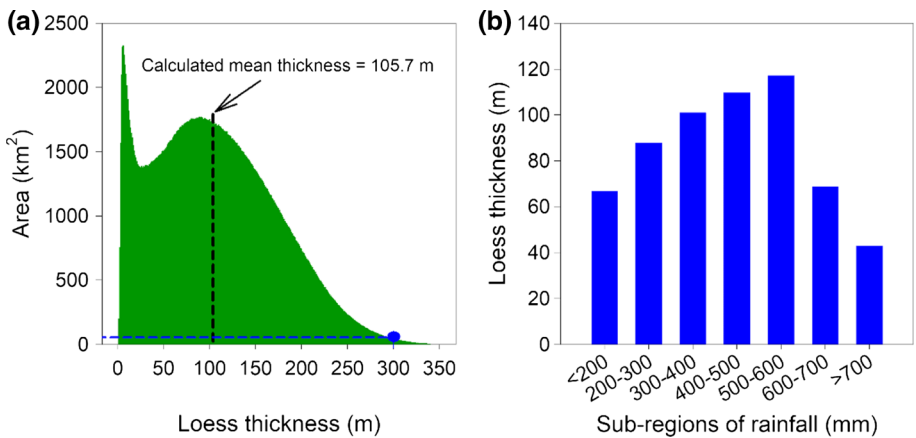 (a)
2500
2000
1500
1000
500
0
Area (km²)
Calculated mean thickness = 105.7 m
0 50 100 150 200 250 300 350
Loess thickness (m)
(b)
140
120
100
80
60
40
20
0
Loess thickness (m)
<200 200-300 300-400 400-500 500-600 600-700 >700
Sub-regions of rainfall (mm)